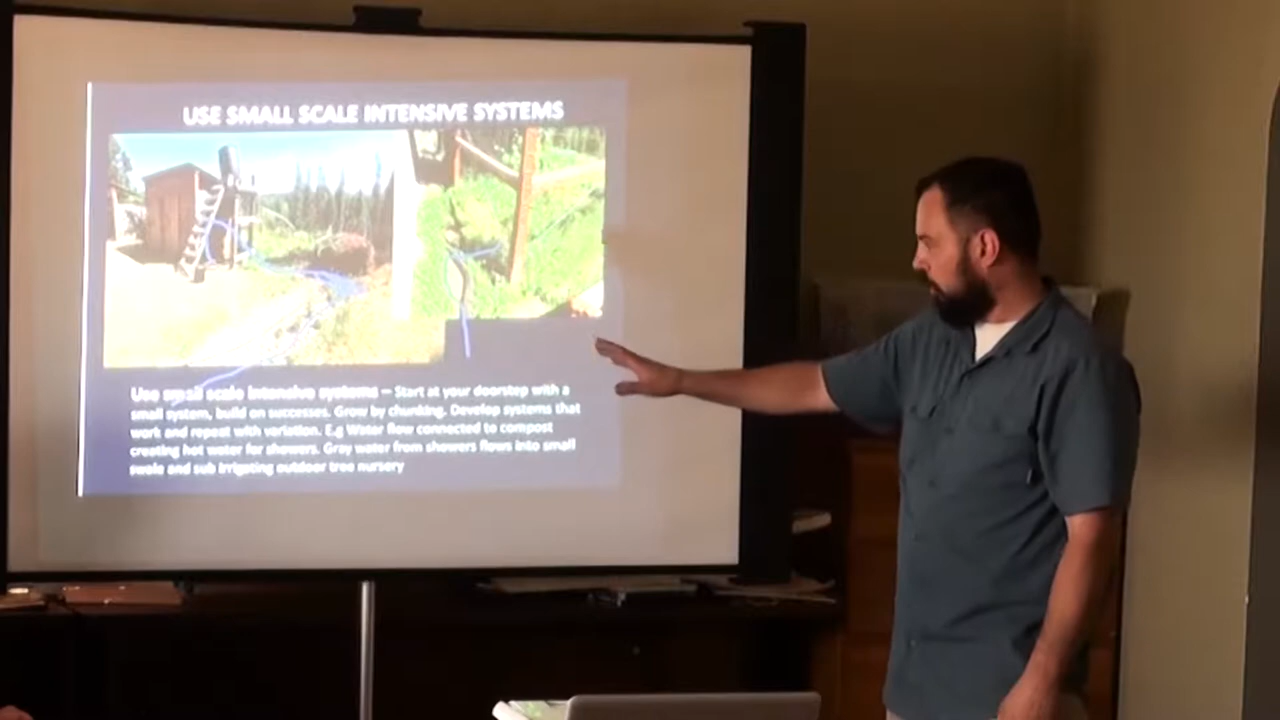 USE SMALL SCALE INTENSIVE SYSTEMS
Use small scale intensive systems – Start at your doorstep with a
small system, build on successes. Grow by chunking. Develop systems that
work and repeat with variation. E.g Water flow connected to compost
creating hot water for showers. Gray water from showers flows into small
swale and sub irrigating outdoor tree nursery